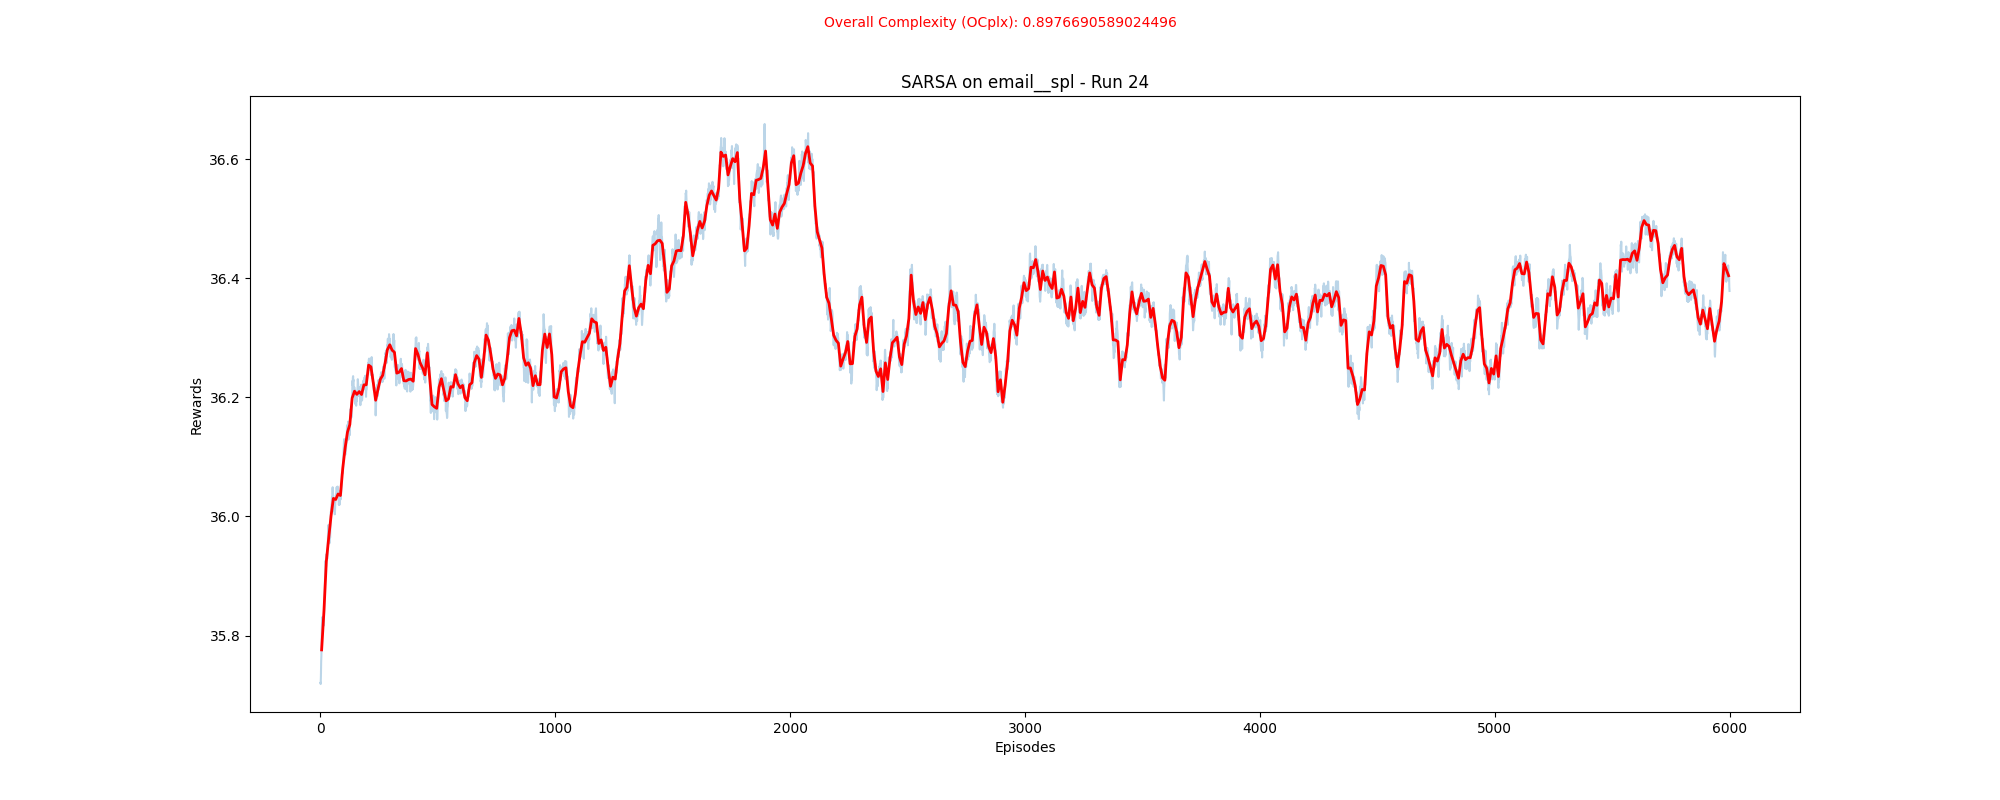 Overall Complexity (OCplx): 0.8976690589024496
SARSA on email__spl - Run 24
36.6
36.4
36.2
36.0
35.8
Rewards
0 1000 2000 3000 4000 5000 6000
Episodes